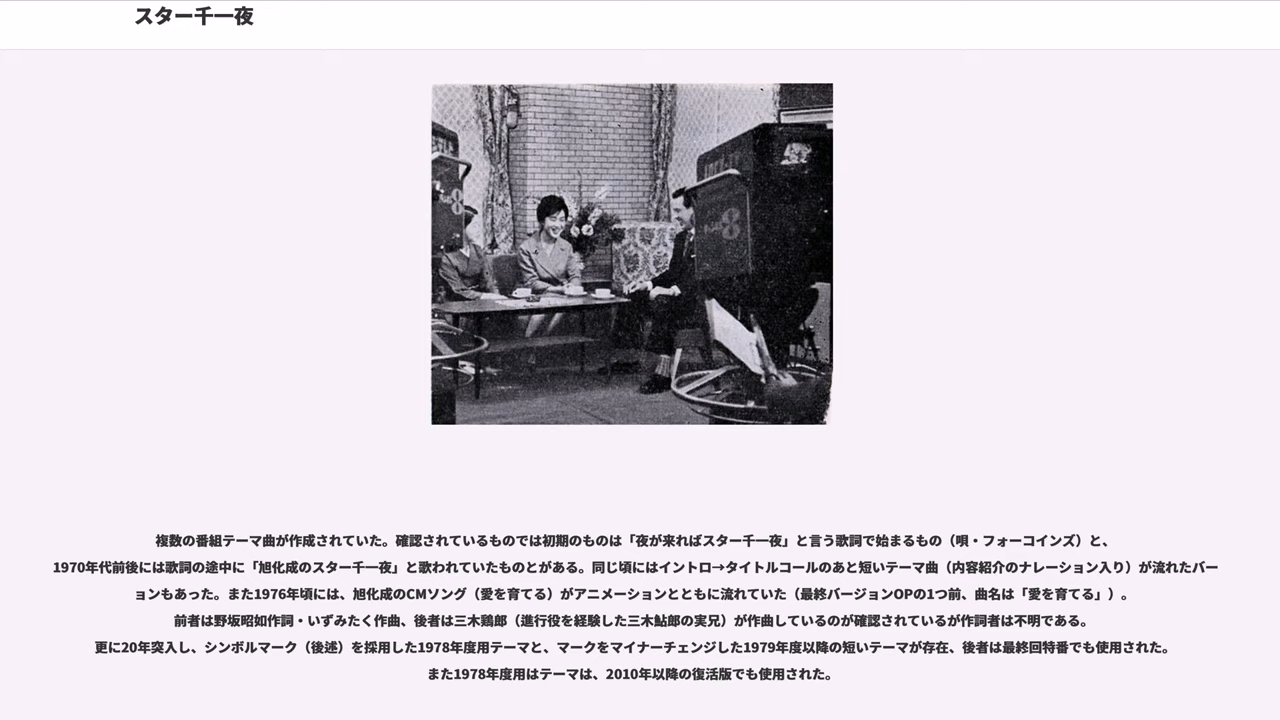 スター千一夜
8
8
複数の番組テーマ曲が作成されていた。確認されているものでは初期のものは「夜が来ればスター千一夜」と言う歌詞で始まるもの（唄・フォーコインズ）と、
1970年代前後には歌詞の途中に「旭化成のスター千一夜」と歌われていたものとがある。同じ頃にはイントロ→タイトルコールのあと短いテーマ曲（内容紹介のナレーション入り）が流れたバー
ョンもあった。また1976年頃には、旭化成のCMソング（愛を育てる）がアニメーションとともに流れていた（最終バージョンOPの1つ前、曲名は「愛を育てる」）。
前者は野坂昭如作詞・いずみたく作曲、後者は三木鶏郎（進行役を経験した三木鮎郎の実兄）が作曲しているのが確認されているが作詞者は不明である。
更に20年突入し、シンボルマーク（後述）を採用した1978年度用テーマと、マークをマイナーチェンジした1979年度以降の短いテーマが存在、後者は最終回特番でも使用された。
また1978年度用はテーマは、2010年以降の復活版でも使用された。